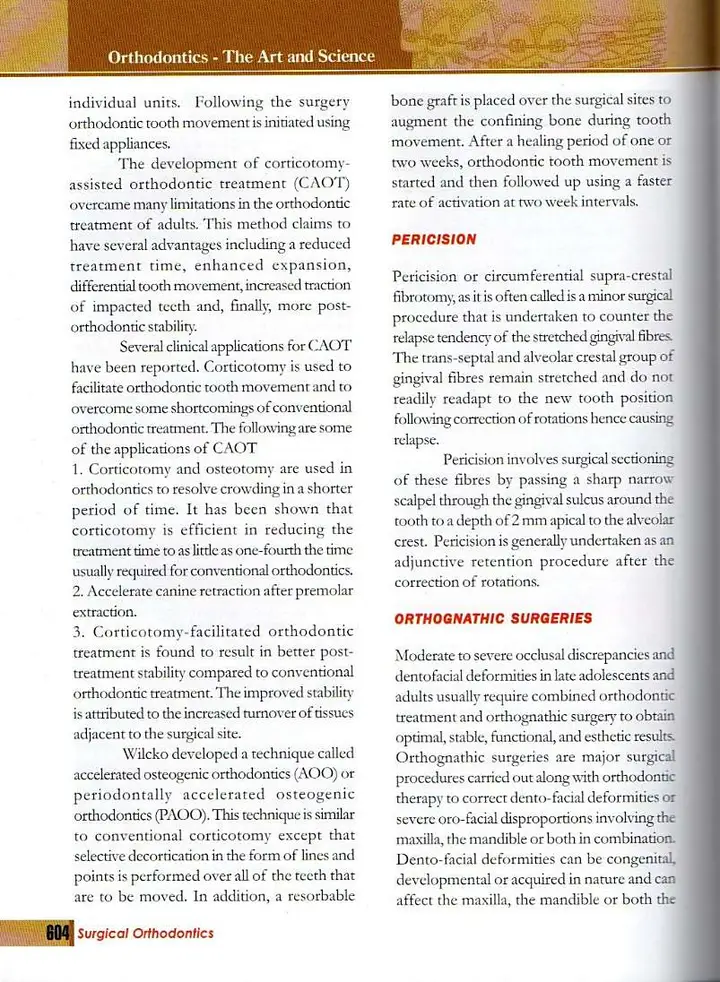 Orthodontics - The Art and Science
individual units. Following the surgery
orthodontic tooth movement is initiated using
fixed appliances.
The development of corticotomy-
assisted orthodontic treatment (CAOT)
overcame many limitations in the orthodontic
treatment of adults. This method claims to
have several advantages including a reduced
treatment time, enhanced expansion,
differential tooth movement, increased traction
of impacted teeth and, finally, more post-
orthodontic stability.
Several clinical applications for CAOT
have been reported. Corticotomy is used to
facilitate orthodontic tooth movement and to
overcome some shortcomings of conventional
orthodontic treatment. The following are some
of the applications of CAOT
1. Corticotomy and osteotomy are used in
orthodontics to resolve crowding in a shorter
period of time. It has been shown that
corticotomy is efficient in reducing the
treatment time to as little as one-fourth the time
usually required for conventional orthodontics.
2. Accelerate canine retraction after premolar
extraction.
3. Corticotomy-facilitated orthodontic
treatment is found to result in better post-
treatment stability compared to conventional
orthodontic treatment. The improved stability
is attributed to the increased turnover of tissues
adjacent to the surgical site.
Wilcko developed a technique called
accelerated osteogenic orthodontics (AOO) or
periodontally accelerated osteogenic
orthodontics (PAOO). This technique is similar
to conventional corticotomy except that
selective decortication in the form of lines and
points is performed over all of the teeth that
are to be moved. In addition, a resorbable
bone graft is placed over the surgical sites to
augment the confining bone during tooth
movement. After a healing period of one or
two weeks, orthodontic tooth movement is
started and then followed up using a faster
rate of activation at two week intervals.
PERICISION
Pericision or circumferential supra-crestal
fibrotomy, as it is often called is a minor surgical
procedure that is undertaken to counter the
relapse tendency of the stretched gingival fibres.
The trans-septal and alveolar crestal group of
gingival fibres remain stretched and do not
readily readapt to the new tooth position
following correction of rotations hence causing
relapse.
Pericision involves surgical sectioning
of these fibres by passing a sharp narrow
scalpel through the gingival sulcus around the
tooth to a depth of 2 mm apical to the alveolar
crest. Pericision is generally undertaken as an
adjunctive retention procedure after the
correction of rotations.
ORTHOGNATHIC SURGERIES
Moderate to severe occlusal discrepancies and
dentofacial deformities in late adolescents and
adults usually require combined orthodontic
treatment and orthognathic surgery to obtain
optimal, stable, functional, and esthetic results.
Orthognathic surgeries are major surgical
procedures carried out along with orthodontic
therapy to correct dento-facial deformities or
severe oro-facial disproportions involving the
maxilla, the mandible or both in combination.
Dento-facial deformities can be congenital,
developmental or acquired in nature and can
affect the maxilla, the mandible or both the
604 Surgical Orthodontics